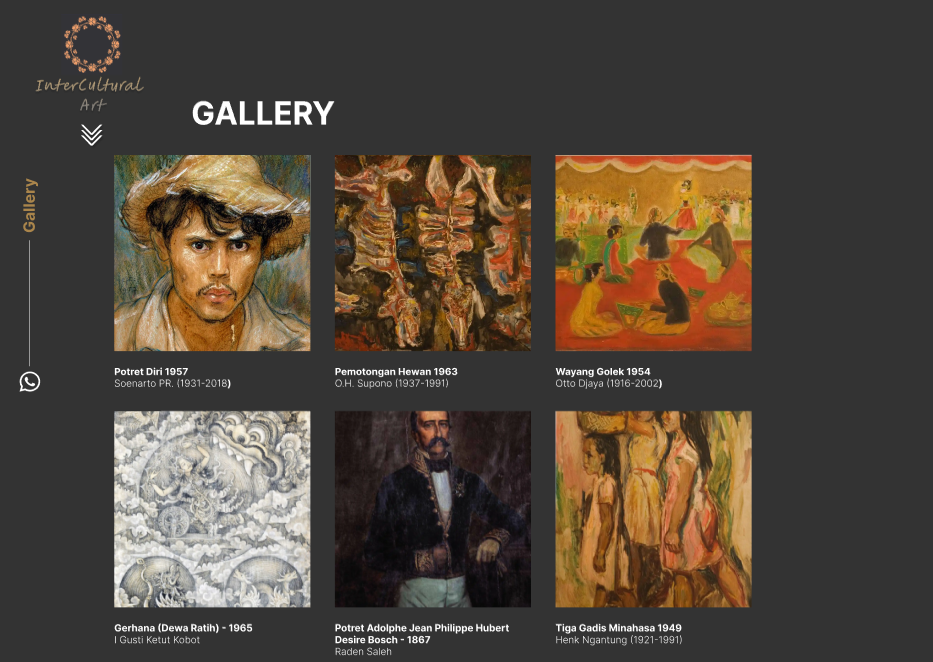 InterCultural
Art
GALLERY
Gallery
Potret Diri 1957
Soenarto PR. (1931-2018)
Pemotongan Hewan 1963
O.H. Supono (1937-1991)
Wayang Golek 1954
Otto Djaya (1916-2002)
Gerhana (Dewa Ratih) - 1965
I Gusti Ketut Kobot
Potret Adolphe Jean Philippe Hubert
Desire Bosch - 1867
Raden Saleh
Tiga Gadis Minahasa 1949
Henk Ngantung (1921-1991)